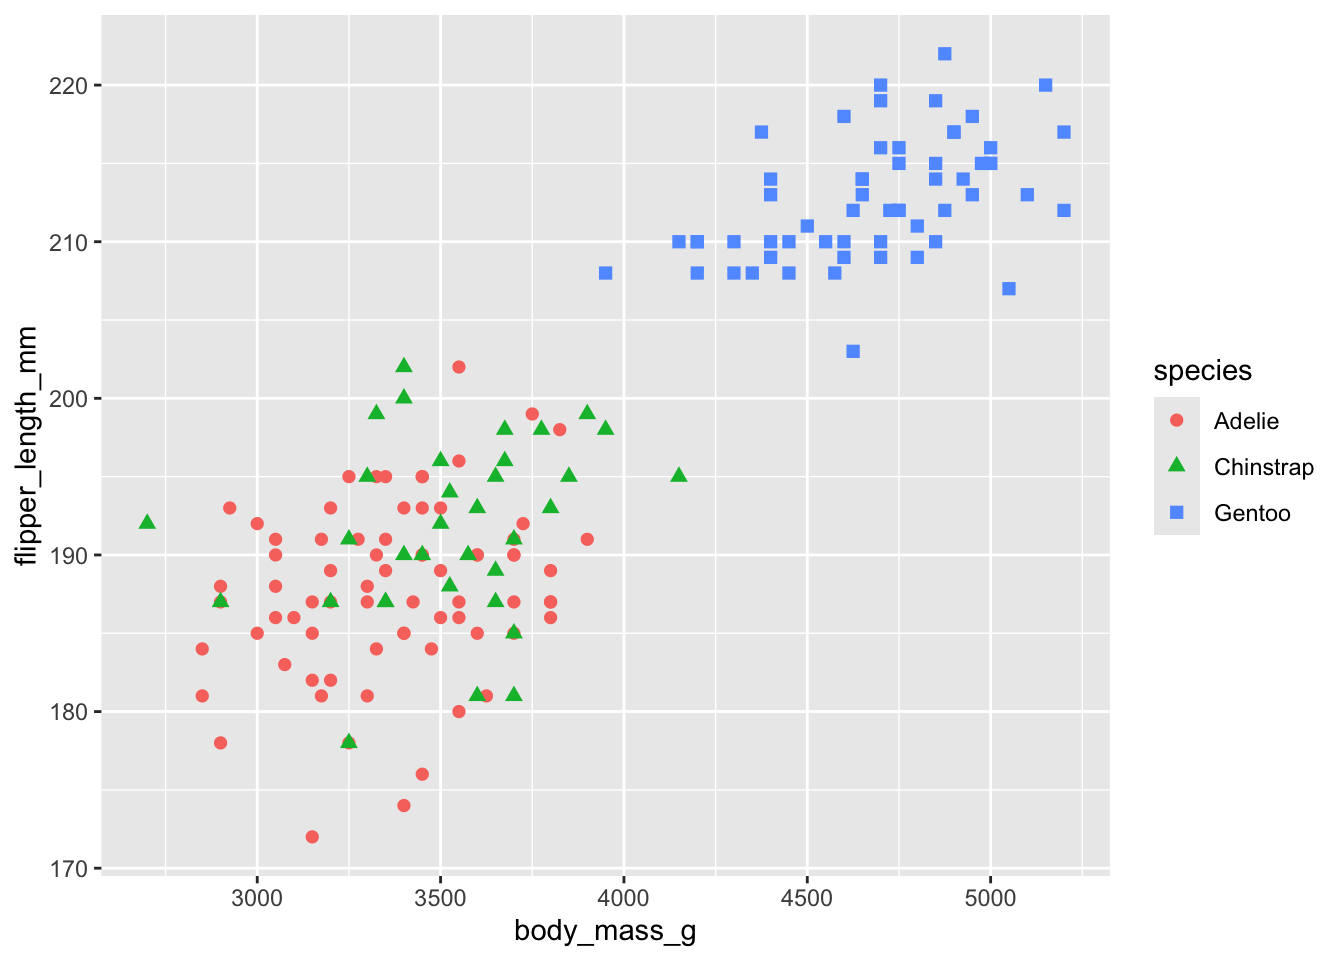 220
210
200
190
180
170
flipper_length_mm
3000 3500 4000 4500 5000
body_mass_g
species
Adelie
Chinstrap
Gentoo